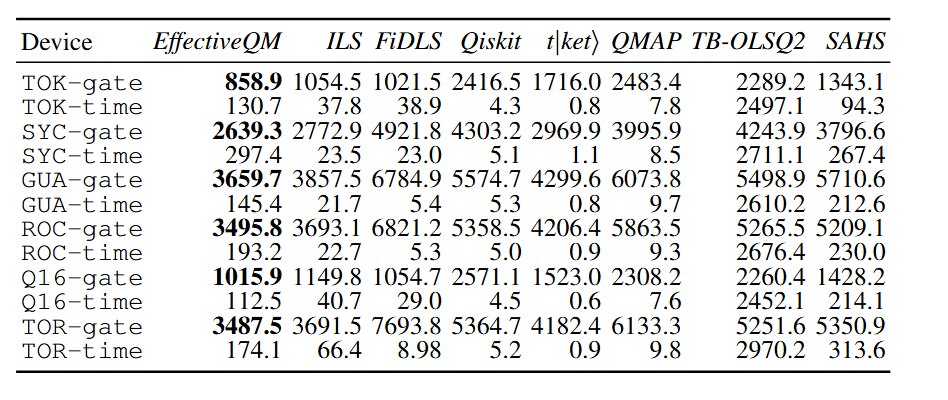 Device EffectiveQM ILS FiDLS Qiskit t|ket⟩ QMAP TB-OLSQ2 SAHS
TOK-gate 858.9 1054.5 1021.5 2416.5 1716.0 2483.4 2289.2 1343.1
TOK-time 130.7 37.8 38.9 4.3 0.8 7.8 2497.1 94.3
SYC-gate 2639.3 2772.9 4921.8 4303.2 2969.9 3995.9 4243.9 3796.6
SYC-time 297.4 23.5 23.0 5.1 1.1 8.5 2711.1 267.4
GUA-gate 3659.7 3857.5 6784.9 5574.7 4299.6 6073.8 5498.9 5710.6
GUA-time 145.4 21.7 5.4 5.3 0.8 9.7 2610.2 212.6
ROC-gate 3495.8 3693.1 6821.2 5358.5 4206.4 5863.5 5265.5 5209.1
ROC-time 193.2 22.7 5.3 5.0 0.9 9.3 2676.4 230.0
Q16-gate 1015.9 1149.8 1054.7 2571.1 1523.0 2308.2 2260.4 1428.2
Q16-time 112.5 40.7 29.0 4.5 0.6 7.6 2452.1 214.1
TOR-gate 3487.5 3691.5 7693.8 5364.7 4182.4 6133.3 5251.6 5350.9
TOR-time 174.1 66.4 8.98 5.2 0.9 9.8 2970.2 313.6